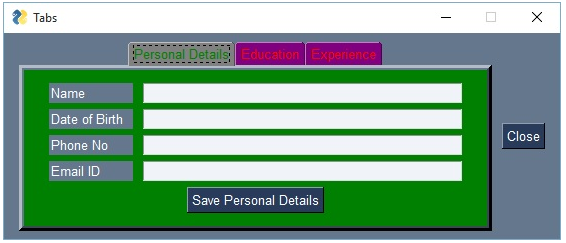 Tabs
Personal Details Education Experience
Name
Date of Birth
Phone No
Email ID
Save Personal Details
Close